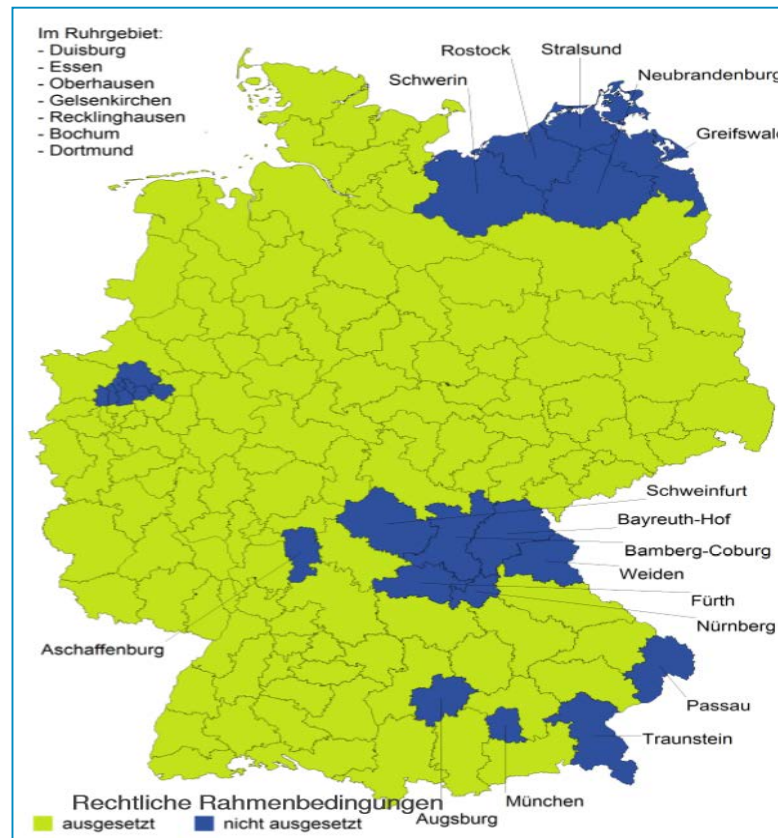 Im Ruhrgebiet:
- Duisburg
- Essen
- Oberhausen
- Gelsenkirchen
- Recklinghausen
- Bochum
- Dortmund
Rostock
Stralsund
Schwerin
Neubrandenburg
Greifswald
Schweinfurt
Bayreuth-Hof
Bamberg-Coburg
Weiden
Fürth
Nürnberg
Aschaffenburg
Passau
Traunstein
München
Augsburg
Rechtliche Rahmenbedingungen
ausgesetzt nicht ausgesetzt